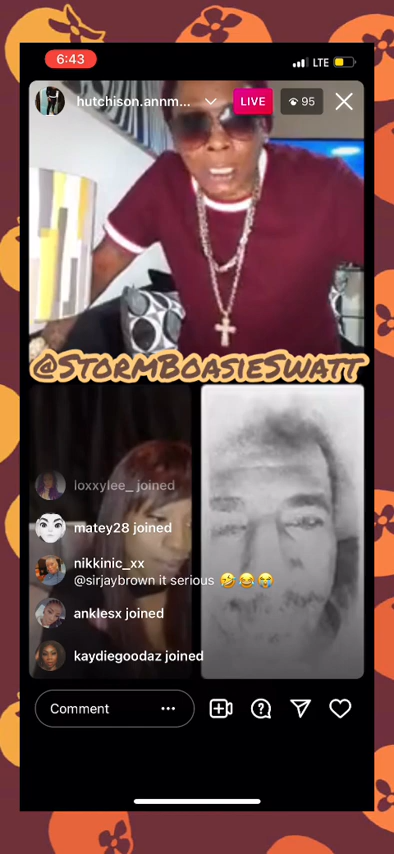 6:43
LTE
hutchison.annm...
LIVE
95
@StormBoasieSwatt
loxxylee_ joined
matey28 joined
nikkinic_xx
@sirjaybrown it serious 🤣😂😭
anklesx joined
kaydiegoodaz joined
Comment